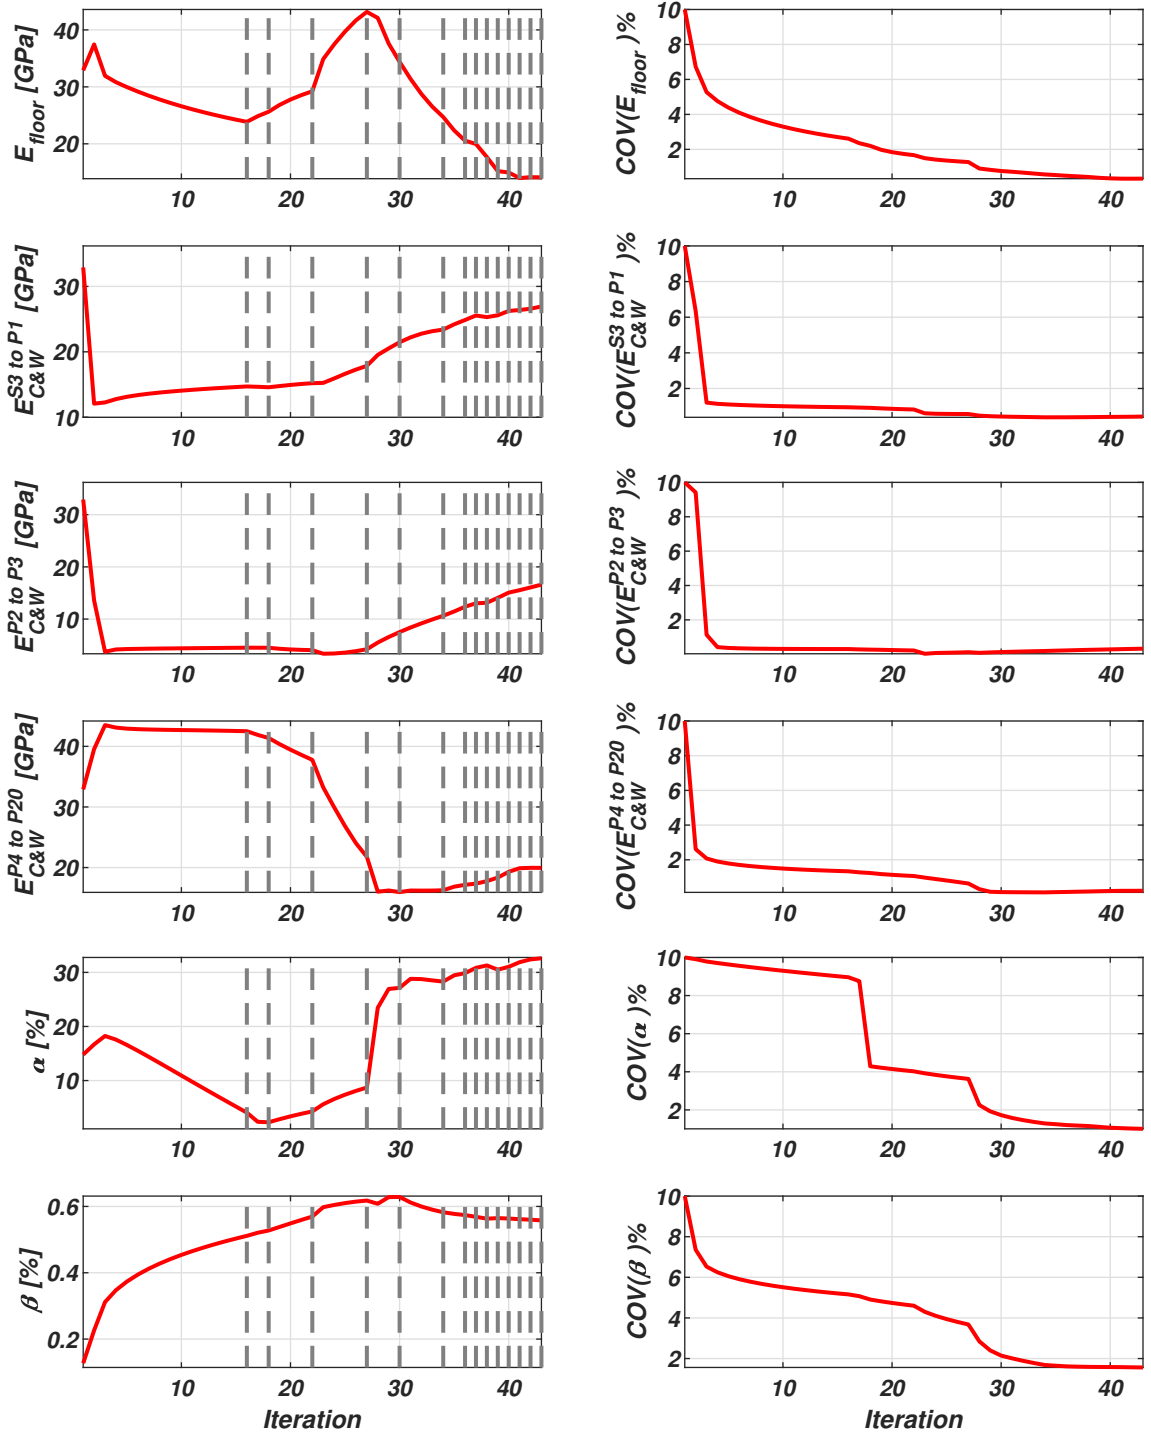 E_floor [GPa]
40
30
20
10 20 30 40
COV(E_floor )%
10
8
6
4
2
10 20 30 40
E_C&W^S3 to P1 [GPa]
30
20
10
10 20 30 40
COV(E_C&W^S3 to P1 )%
10
8
6
4
2
10 20 30 40
E_C&W^P2 to P3 [GPa]
30
20
10
10 20 30 40
COV(E_C&W^P2 to P3 )%
10
8
6
4
2
10 20 30 40
E_C&W^P4 to P20 [GPa]
40
30
20
10 20 30 40
COV(E_C&W^P4 to P20 )%
10
8
6
4
2
10 20 30 40
α [%]
30
20
10
10 20 30 40
COV(α )%
10
8
6
4
2
10 20 30 40
β [%]
0.6
0.4
0.2
10 20 30 40
Iteration
COV(β )%
10
8
6
4
2
10 20 30 40
Iteration